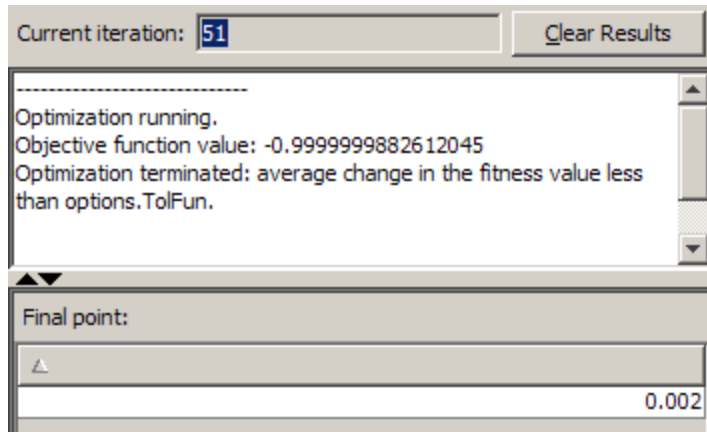 Current iteration: 51 Clear Results
------------------------------
Optimization running.
Objective function value: -0.9999999882612045
Optimization terminated: average change in the fitness value less
than options.TolFun.
Final point:
0.002